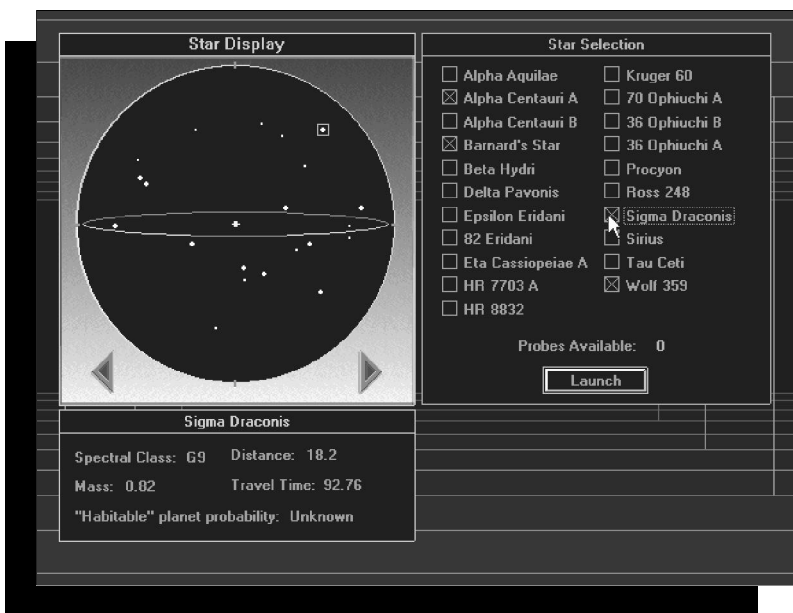 Star Display
Star Selection
Alpha Aquilae
Alpha Centauri A
Alpha Centauri B
Barnard's Star
Beta Hydri
Delta Pavonis
Epsilon Eridani
82 Eridani
Eta Cassiopeiae A
HR 7703 A
HR 8832
Kruger 60
70 Ophiuchi A
36 Ophiuchi B
36 Ophiuchi A
Procyon
Ross 248
Sigma Draconis
Sirius
Tau Ceti
Wolf 359
Probes Available: 0
Launch
Sigma Draconis
Spectral Class: G9 Distance: 18.2
Mass: 0.82 Travel Time: 92.76
"Habitable" planet probability: Unknown